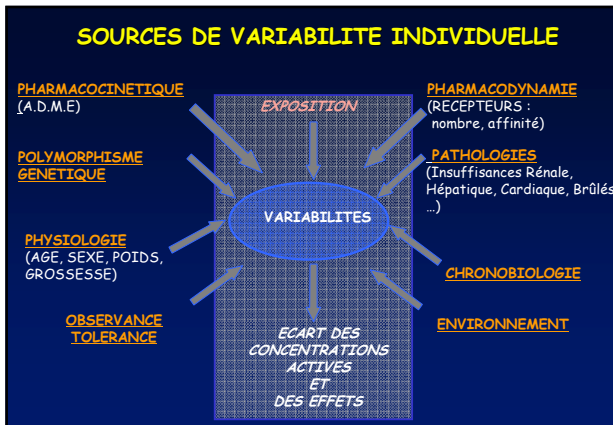 SOURCES DE VARIABILITE INDIVIDUELLE
PHARMACOCINETIQUE
(A.D.M.E)
POLYMORPHISME
GENETIQUE
PHYSIOLOGIE
(AGE, SEXE, POIDS,
GROSSESSE)
OBSERVANCE
TOLERANCE
EXPOSITION
VARIABILITES
ECART DES
CONCENTRATIONS
ACTIVES
ET
DES EFFETS
PHARMACODYNAMIE
(RECEPTEURS :
nombre, affinité)
PATHOLOGIES
(Insuffisances Rénale,
Hépatique, Cardiaque, Brûlés
...)
CHRONOBIOLOGIE
ENVIRONNEMENT